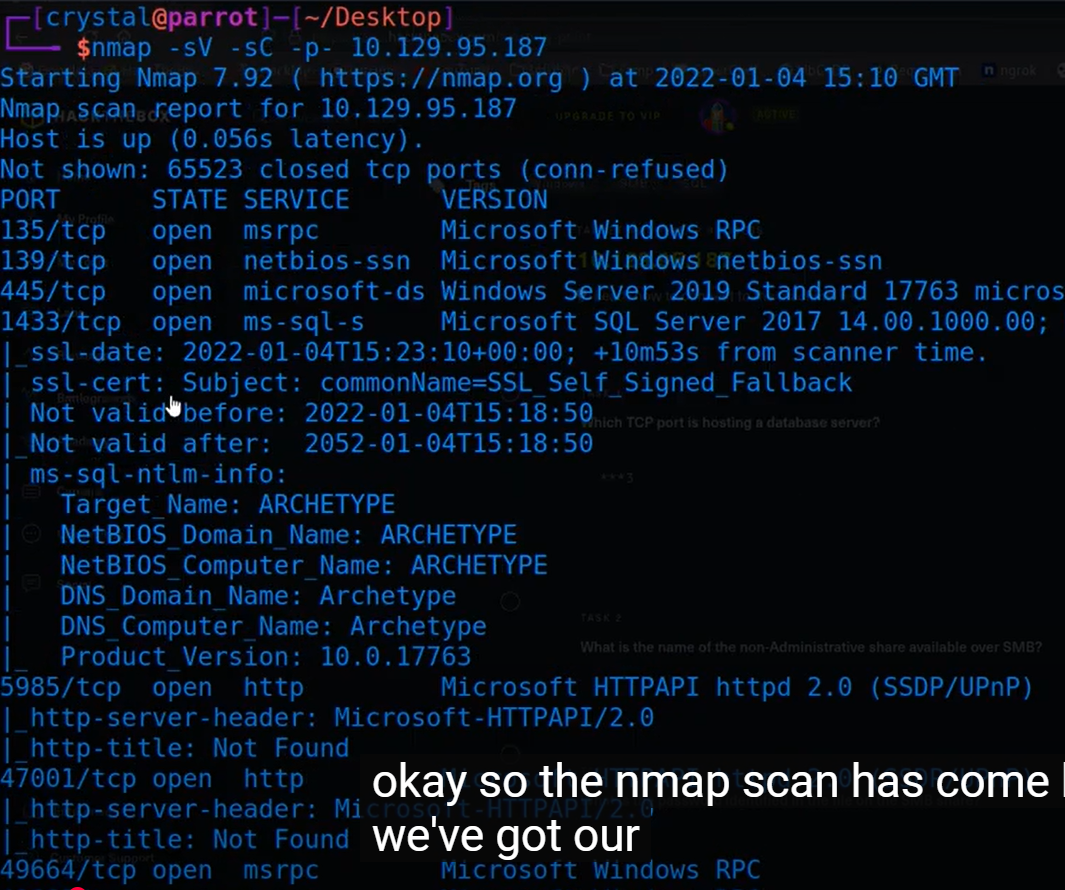 [crystal@parrot]─[~/Desktop]
$nmap -sV -sC -p- 10.129.95.187
Starting Nmap 7.92 ( https://nmap.org ) at 2022-01-04 15:10 GMT
ngrok
Nmap scan report for 10.129.95.187
UPGRADE TO VIP
ACTIVE
Host is up (0.056s latency).
Not shown: 65523 closed tcp ports (conn-refused)
PORT      STATE SERVICE      VERSION
135/tcp   open  msrpc        Microsoft Windows RPC
139/tcp   open  netbios-ssn  Microsoft Windows netbios-ssn
445/tcp   open  microsoft-ds Windows Server 2019 Standard 17763 micros
1433/tcp  open  ms-sql-s     Microsoft SQL Server 2017 14.00.1000.00;
|_ssl-date: 2022-01-04T15:23:10+00:00; +10m53s from scanner time.
| ssl-cert: Subject: commonName=SSL_Self_Signed_Fallback
| Not valid before: 2022-01-04T15:18:50
Which TCP port is hosting a database server?
|_Not valid after:  2052-01-04T15:18:50
| ms-sql-ntlm-info:
***3
|   Target_Name: ARCHETYPE
|   NetBIOS_Domain_Name: ARCHETYPE
|   NetBIOS_Computer_Name: ARCHETYPE
|   DNS_Domain_Name: Archetype
TASK 2
|   DNS_Computer_Name: Archetype
What is the name of the non-Administrative share available over SMB?
|_  Product_Version: 10.0.17763
5985/tcp  open  http         Microsoft HTTPAPI httpd 2.0 (SSDP/UPnP)
|_http-server-header: Microsoft-HTTPAPI/2.0
|_http-title: Not Found
47001/tcp open  http
|_http-server-header: Microsoft-HTTPAPI/2.0
|_http-title: Not Found
49664/tcp open  msrpc        Microsoft Windows RPC
okay so the nmap scan has come
we've got our